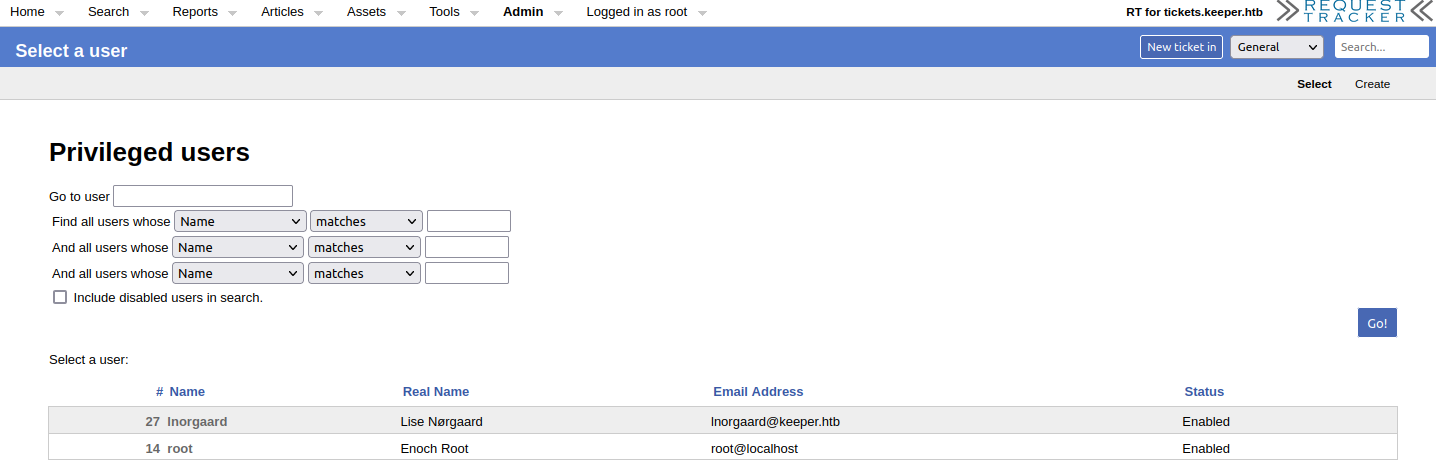 Home Search Reports Articles Assets Tools Admin Logged in as root RT for tickets.keeper.htb REQUEST TRACKER
Select a user New ticket in General Search...
Select Create
Privileged users
Go to user
Find all users whose Name matches
And all users whose Name matches
And all users whose Name matches
Include disabled users in search.
Go!
Select a user:
# Name Real Name Email Address Status
27 lnorgaard Lise Nørgaard lnorgaard@keeper.htb Enabled
14 root Enoch Root root@localhost Enabled